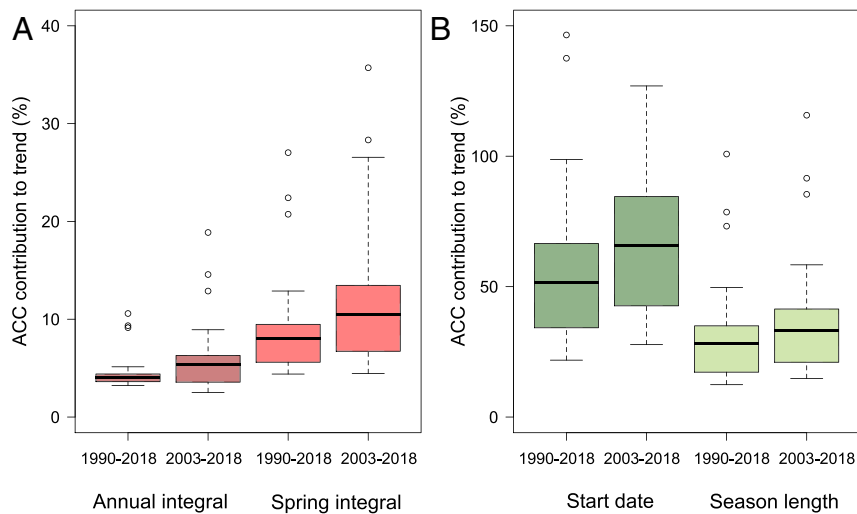 A
ACC contribution to trend (%)
40
30
20
10
0
1990-2018 2003-2018 1990-2018 2003-2018
Annual integral Spring integral
B
ACC contribution to trend (%)
150
100
50
0
1990-2018 2003-2018 1990-2018 2003-2018
Start date Season length